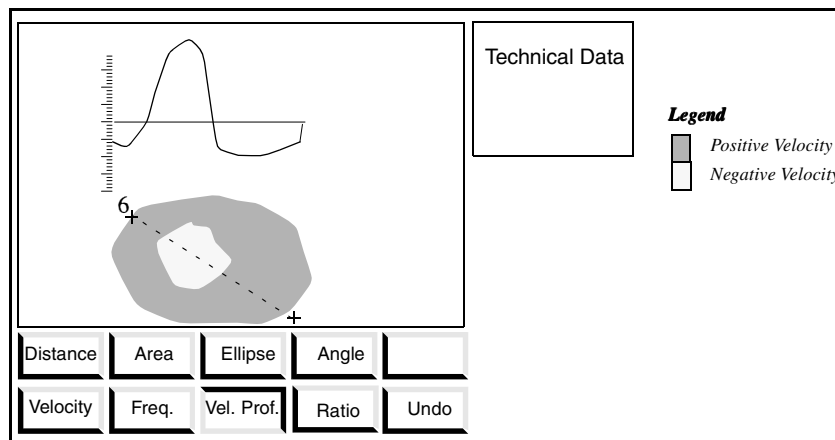 Technical Data
Legend
Positive Velocity
Negative Velocity
6
Distance
Area
Ellipse
Angle
Velocity
Freq.
Vel. Prof.
Ratio
Undo